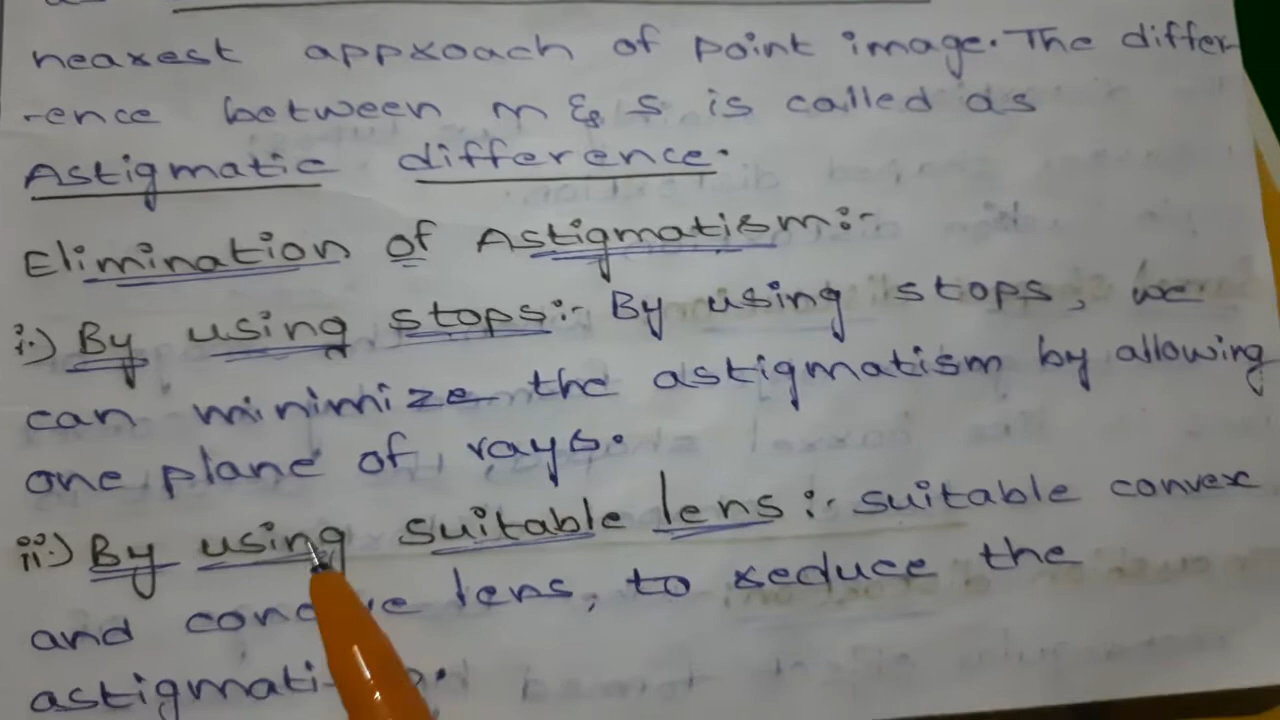 nearest approach of point image. The differ-
-ence between m & s is called as
Astigmatic difference.
Elimination of Astigmatism:-
i.) By using stops:- By using stops, we
can minimize the astigmatism by allowing
one plane of rays.
ii.) By using suitable lens:- suitable convex
and lens, to reduce the